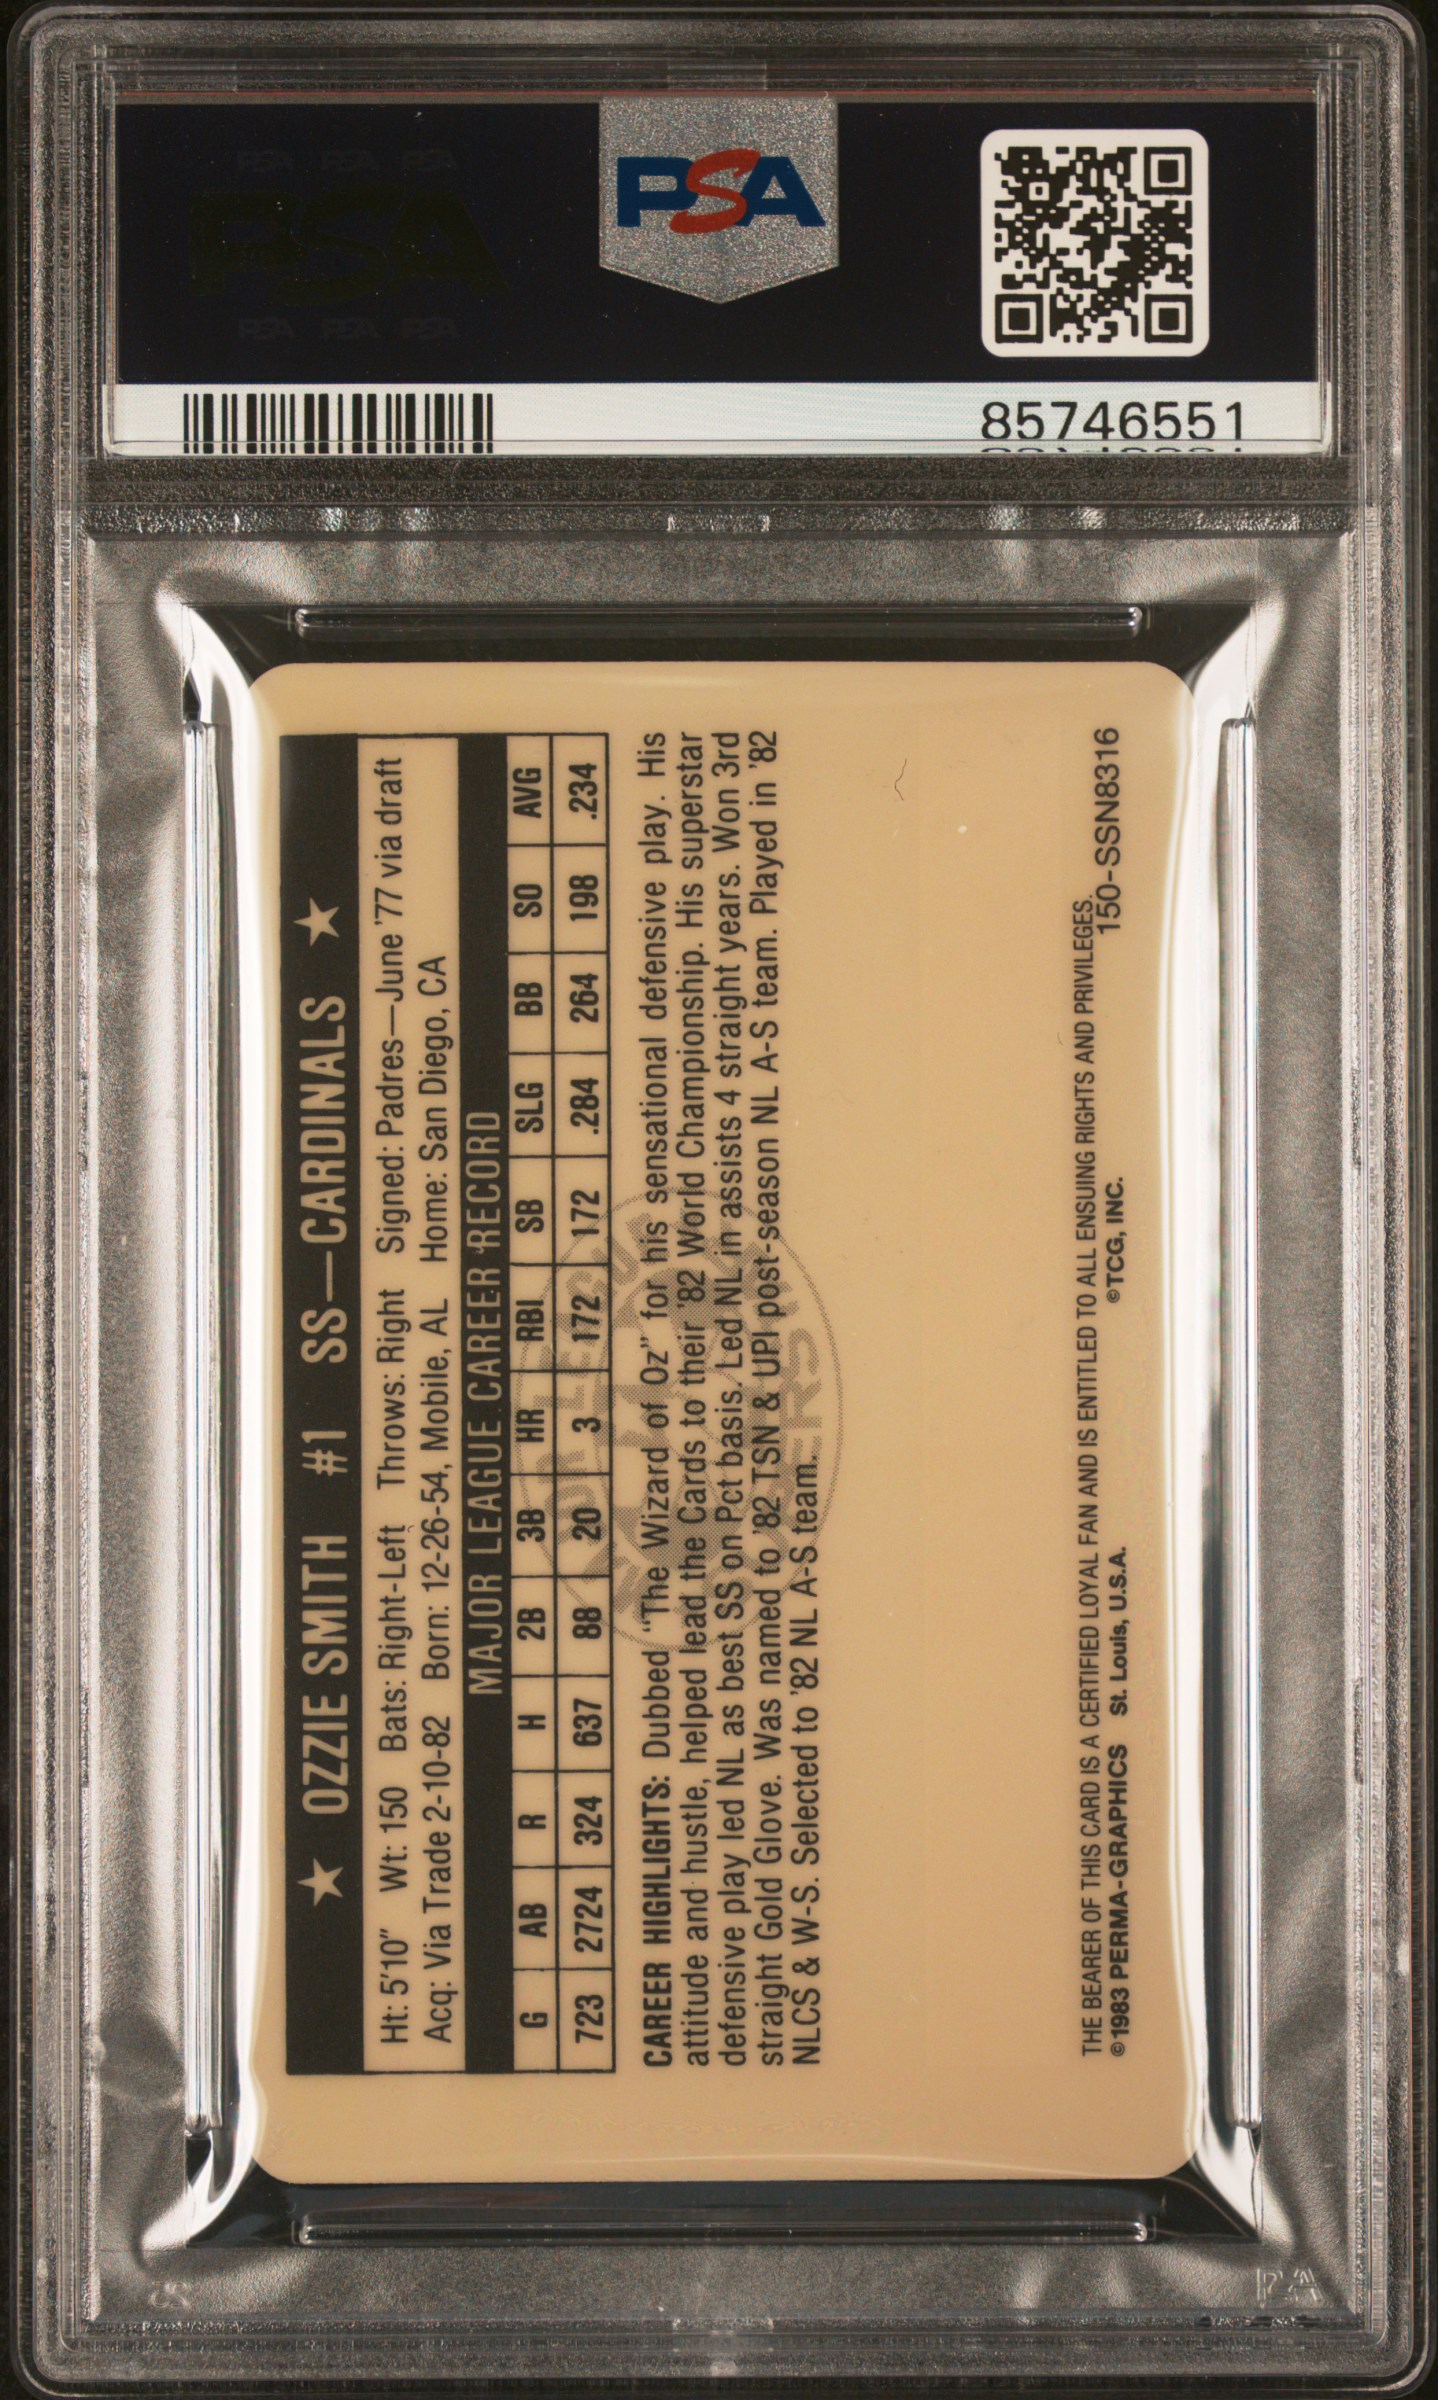 PSA PSA PSA
PSA
PSA PSA PSA
PSA
85746551
★ OZZIE SMITH #1 SS—CARDINALS ★
Ht: 5'10" Wt: 150 Bats: Right-Left Throws: Right Signed: Padres—June '77 via draft
Acq: Via Trade 2-10-82 Born: 12-26-54, Mobile, AL Home: San Diego, CA
MAJOR LEAGUE CAREER RECORD
G AB R H 2B 3B HR RBI SB SLG BB SO AVG
723 2724 324 637 88 20 3 172 172 .284 264 198 .234
CAREER HIGHLIGHTS: Dubbed "The Wizard of Oz" for his sensational defensive play. His
attitude and hustle, helped lead the Cards to their '82 World Championship. His superstar
defensive play led NL as best SS on Pct basis. Led NL in assists 4 straight years. Won 3rd
straight Gold Glove. Was named to '82 TSN & UPI post-season NL A-S team. Played in '82
NLCS & W-S. Selected to '82 NL A-S team.
THE BEARER OF THIS CARD IS A CERTIFIED LOYAL FAN AND IS ENTITLED TO ALL ENSUING RIGHTS AND PRIVILEGES.
©1983 PERMA-GRAPHICS St. Louis, U.S.A. ©TCG, INC. 150-SSN8316